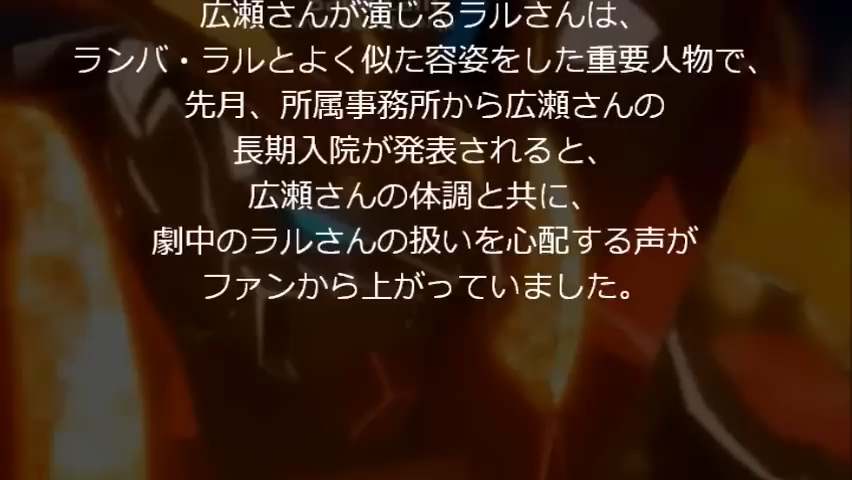 広瀬さんが演じるラルさんは、
ランバ・ラルとよく似た容姿をした重要人物で、
先月、所属事務所から広瀬さんの
長期入院が発表されると、
広瀬さんの体調と共に、
劇中のラルさんの扱いを心配する声が
ファンから上がっていました。